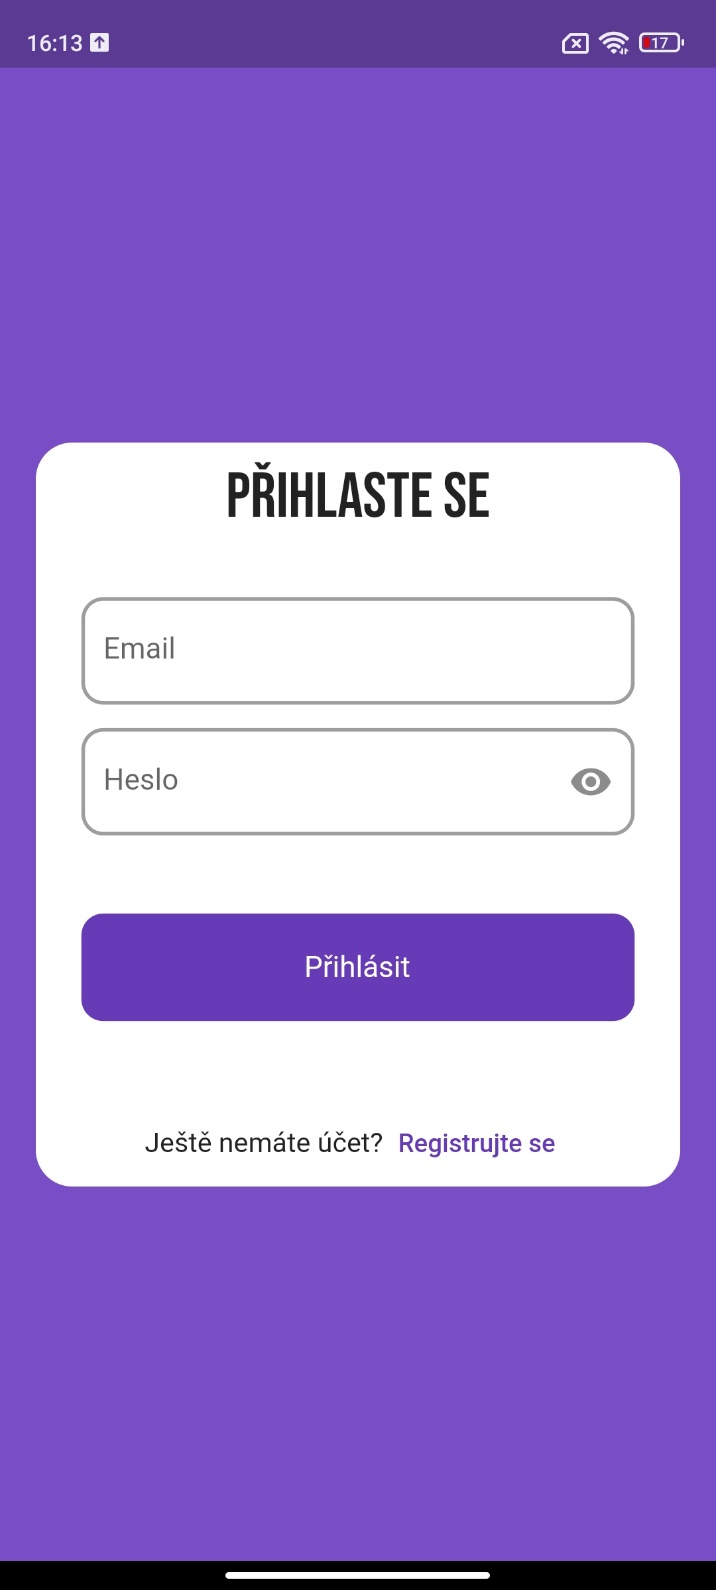 16:13
17
PŘIHLASTE SE
Email
Heslo
Přihlásit
Ještě nemáte účet? Registrujte se